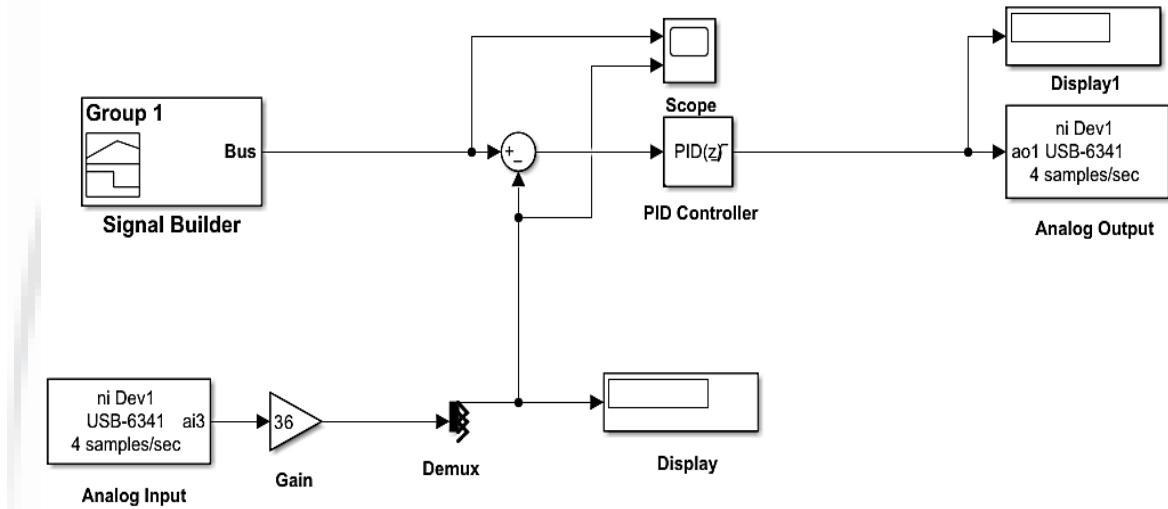 Group 1
Bus
Signal Builder
+
−
Scope
PID(z)
PID Controller
Display1
ni Dev1
ao1 USB-6341
4 samples/sec
Analog Output
ni Dev1
USB-6341 ai3
4 samples/sec
Analog Input
36
Gain
Demux
Display